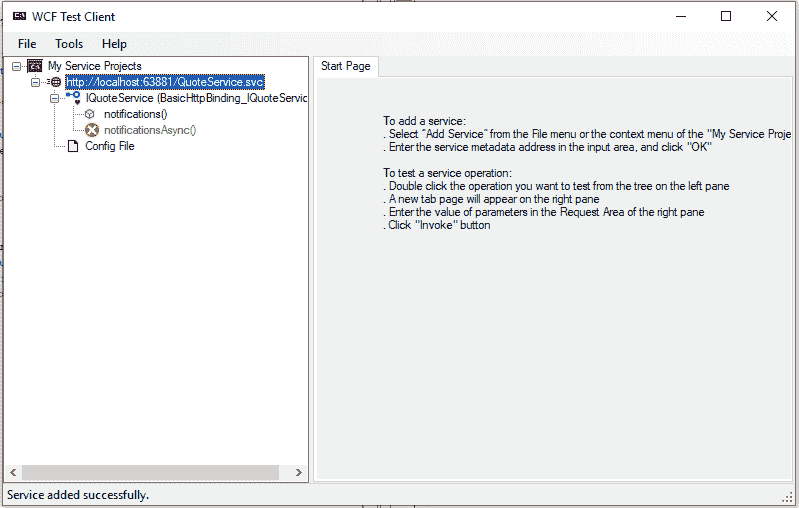 WCF Test Client
File Tools Help
My Service Projects
http://localhost:63881/QuoteService.svc
IQuoteService (BasicHttpBinding_IQuoteServic
notifications()
notificationsAsync()
Config File
Start Page
To add a service:
. Select "Add Service" from the File menu or the context menu of the "My Service Proje
. Enter the service metadata address in the input area, and click "OK"
To test a service operation:
. Double click the operation you want to test from the tree on the left pane
. A new tab page will appear on the right pane
. Enter the value of parameters in the Request Area of the right pane
. Click "Invoke" button
Service added successfully.